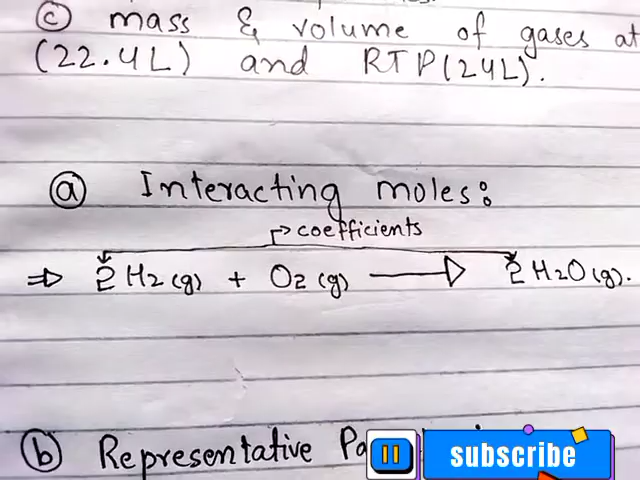 ⓒ mass & volume of gases at
(22.4L) and RTP(24L).
ⓐ Interacting moles:
coefficients
⇒ 2H2(g) + O2(g) → 2H2O(g).
ⓑ Representative
subscribe